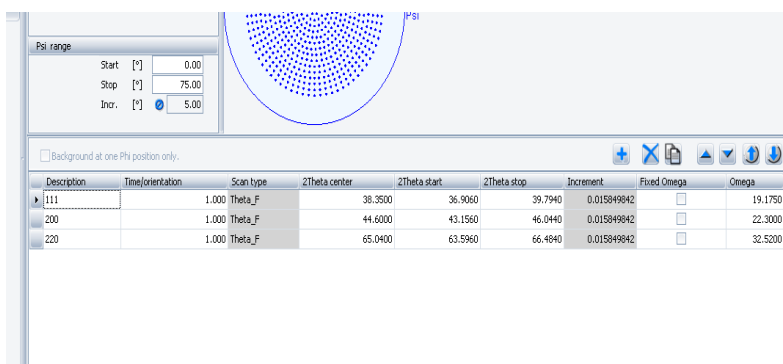 Psi
Psi range
Start [°] 0.00
Stop [°] 75.00
Incr. [°] 5.00
Background at one Phi position only.
Description Time/orientation Scan type 2Theta center 2Theta start 2Theta stop Increment Fixed Omega Omega
111 1.000 Theta_F 38.3500 36.9060 39.7940 0.015849842 19.1750
200 1.000 Theta_F 44.6000 43.1560 46.0440 0.015849842 22.3000
220 1.000 Theta_F 65.0400 63.5960 66.4840 0.015849842 32.5200